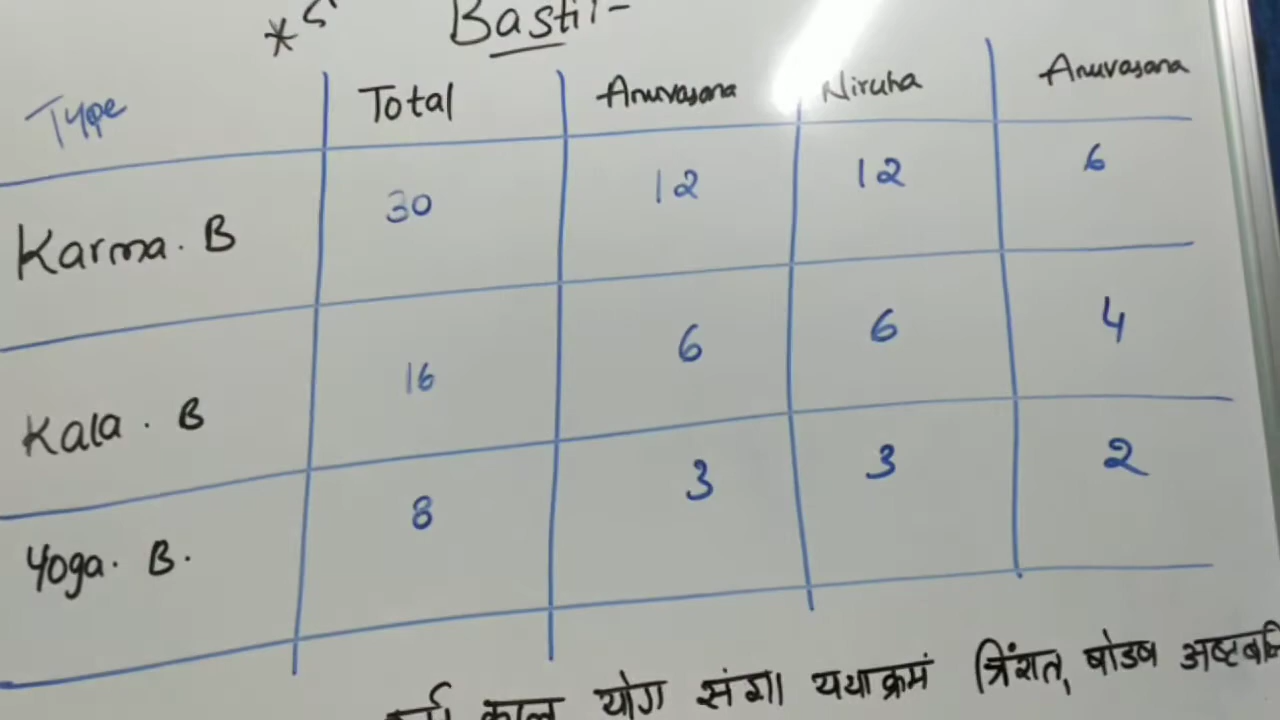 Basti:-
Type Total Anuvasana Niruha Anuvasana
Karma. B 30 12 12 6
Kala. B 16 6 6 4
Yoga. B. 8 3 3 2
काल योग संज्ञा यथाक्रमं त्रिंशत्, षोडष